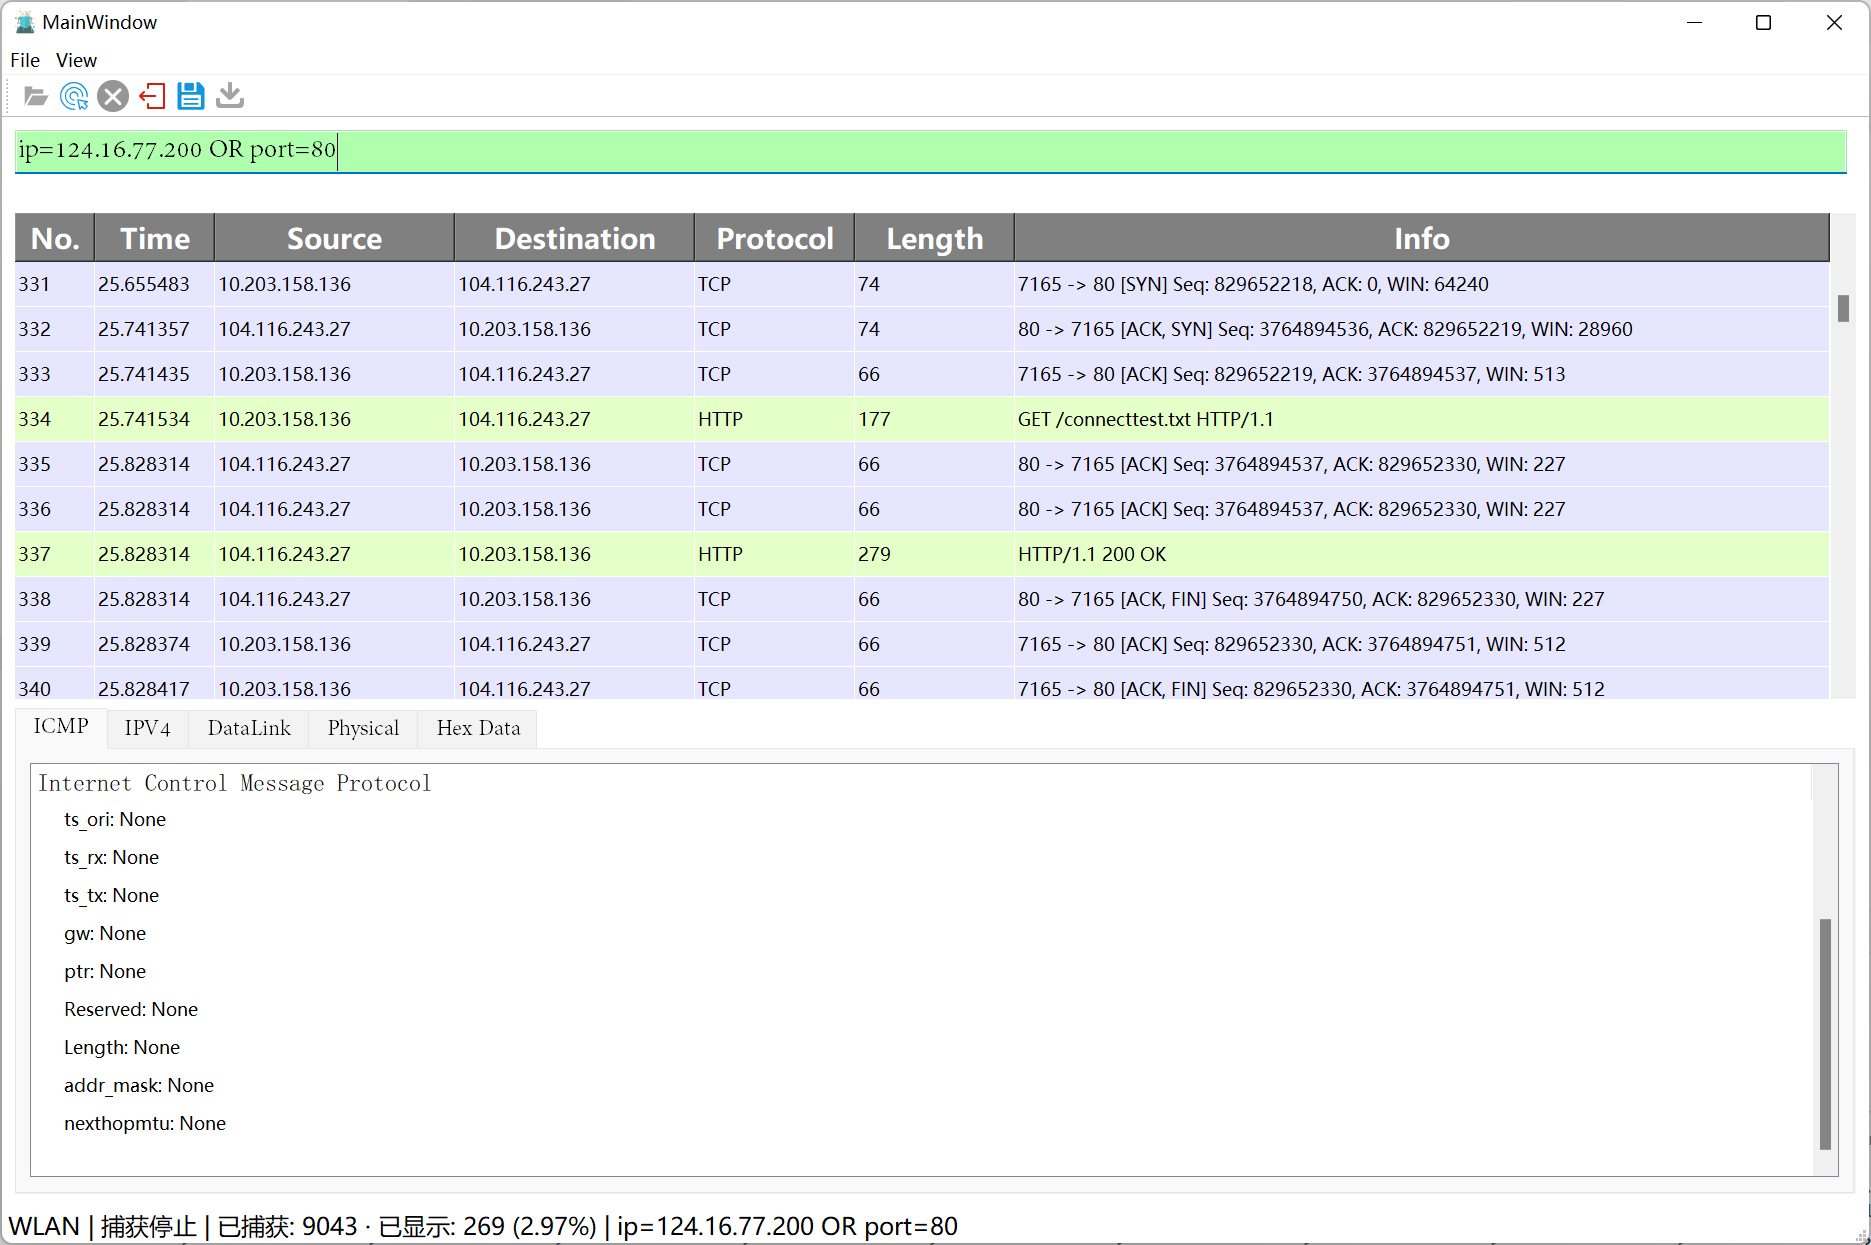 MainWindow
File View
ip=124.16.77.200 OR port=80
No. Time Source Destination Protocol Length Info
331 25.655483 10.203.158.136 104.116.243.27 TCP 74 7165 -> 80 [SYN] Seq: 829652218, ACK: 0, WIN: 64240
332 25.741357 104.116.243.27 10.203.158.136 TCP 74 80 -> 7165 [ACK, SYN] Seq: 3764894536, ACK: 829652219, WIN: 28960
333 25.741435 10.203.158.136 104.116.243.27 TCP 66 7165 -> 80 [ACK] Seq: 829652219, ACK: 3764894537, WIN: 513
334 25.741534 10.203.158.136 104.116.243.27 HTTP 177 GET /connecttest.txt HTTP/1.1
335 25.828314 104.116.243.27 10.203.158.136 TCP 66 80 -> 7165 [ACK] Seq: 3764894537, ACK: 829652330, WIN: 227
336 25.828314 104.116.243.27 10.203.158.136 TCP 66 80 -> 7165 [ACK] Seq: 3764894537, ACK: 829652330, WIN: 227
337 25.828314 104.116.243.27 10.203.158.136 HTTP 279 HTTP/1.1 200 OK
338 25.828314 104.116.243.27 10.203.158.136 TCP 66 80 -> 7165 [ACK, FIN] Seq: 3764894750, ACK: 829652330, WIN: 227
339 25.828374 10.203.158.136 104.116.243.27 TCP 66 7165 -> 80 [ACK] Seq: 829652330, ACK: 3764894751, WIN: 512
340 25.828417 10.203.158.136 104.116.243.27 TCP 66 7165 -> 80 [ACK, FIN] Seq: 829652330, ACK: 3764894751, WIN: 512
ICMP IPV4 DataLink Physical Hex Data
Internet Control Message Protocol
ts_ori: None
ts_rx: None
ts_tx: None
gw: None
ptr: None
Reserved: None
Length: None
addr_mask: None
nexthopmtu: None
WLAN | 捕获停止 | 已捕获: 9043 · 已显示: 269 (2.97%) | ip=124.16.77.200 OR port=80